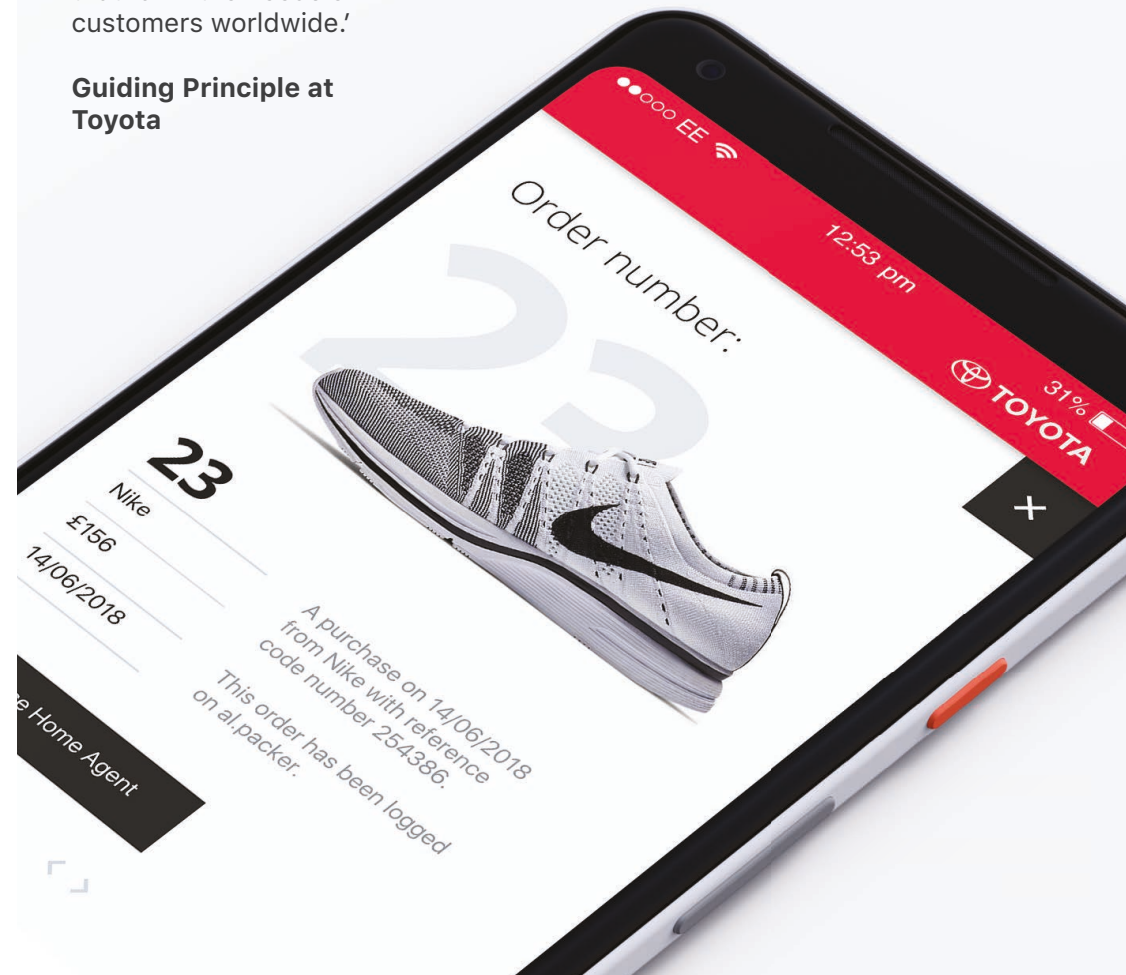 customers worldwide.’
Guiding Principle at
Toyota
EE
12:53 pm
31%
TOYOTA
Order number:
23
23
Nike
£156
14/06/2018
A purchase on 14/06/2018
from Nike with reference
code number 254386.
This order has been logged
on al.packer.
Home Agent